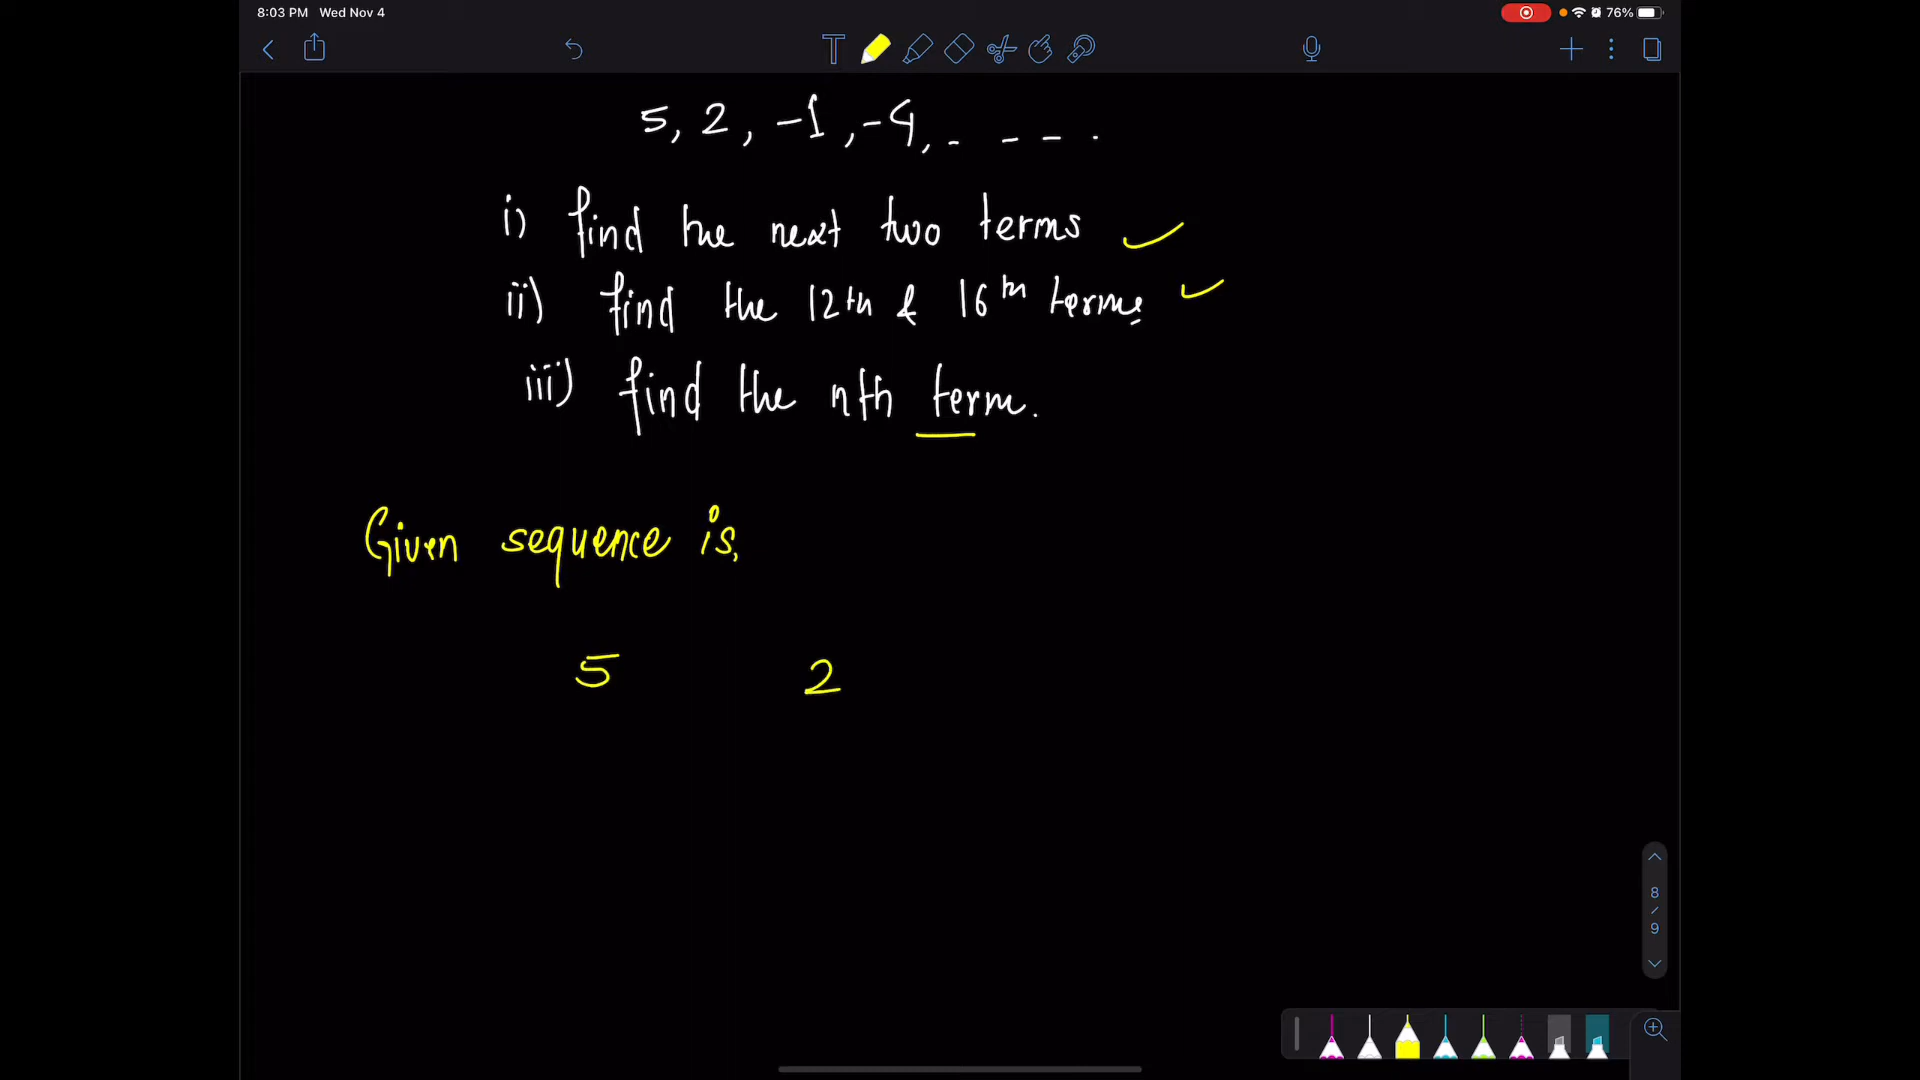 8:03 PM Wed Nov 4
76%
5, 2, -1, -4, - - - .
i) find the next two terms
ii) find the 12th & 16th terms
iii) find the nth term.
Given sequence is,
5 2
8
/
9